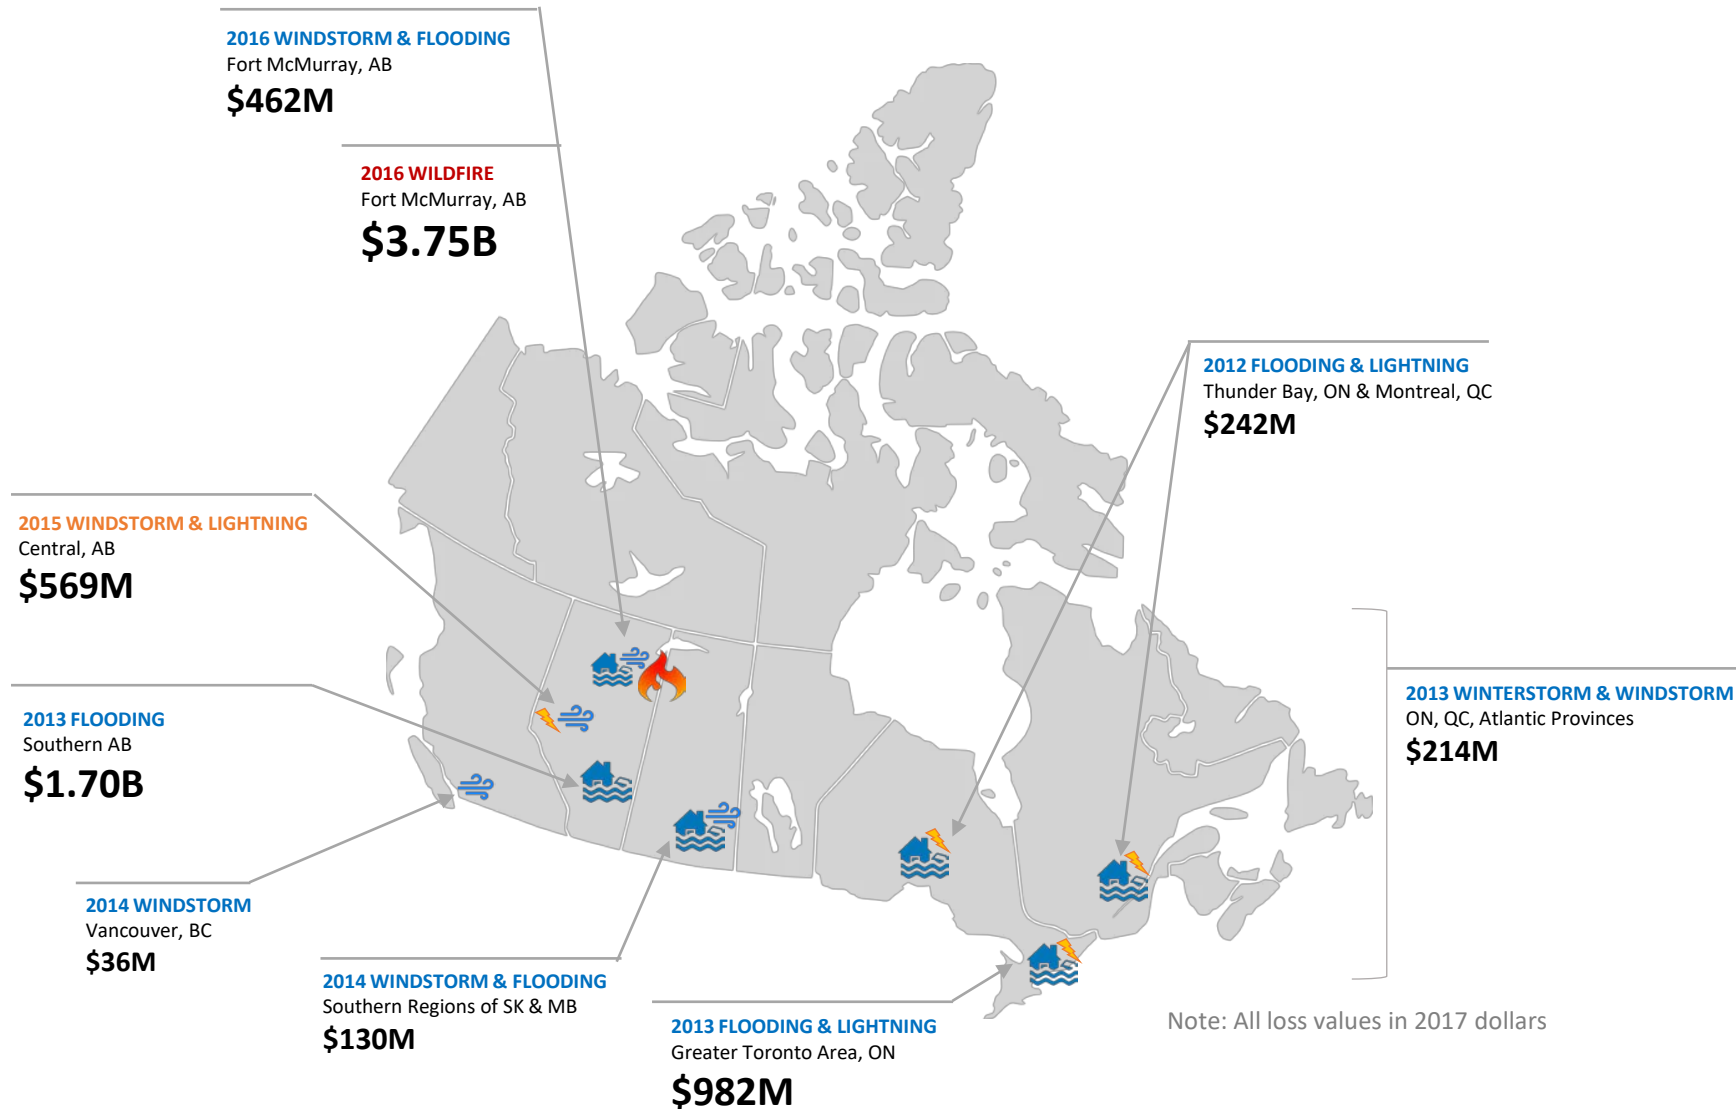 2016 WINDSTORM & FLOODING
Fort McMurray, AB
$462M
2016 WILDFIRE
Fort McMurray, AB
$3.75B
2012 FLOODING & LIGHTNING
Thunder Bay, ON & Montreal, QC
$242M
2015 WINDSTORM & LIGHTNING
Central, AB
$569M
2013 FLOODING
Southern AB
$1.70B
2013 WINTERSTORM & WINDSTORM
ON, QC, Atlantic Provinces
$214M
2014 WINDSTORM
Vancouver, BC
$36M
2014 WINDSTORM & FLOODING
Southern Regions of SK & MB
$130M
2013 FLOODING & LIGHTNING
Greater Toronto Area, ON
$982M
Note: All loss values in 2017 dollars